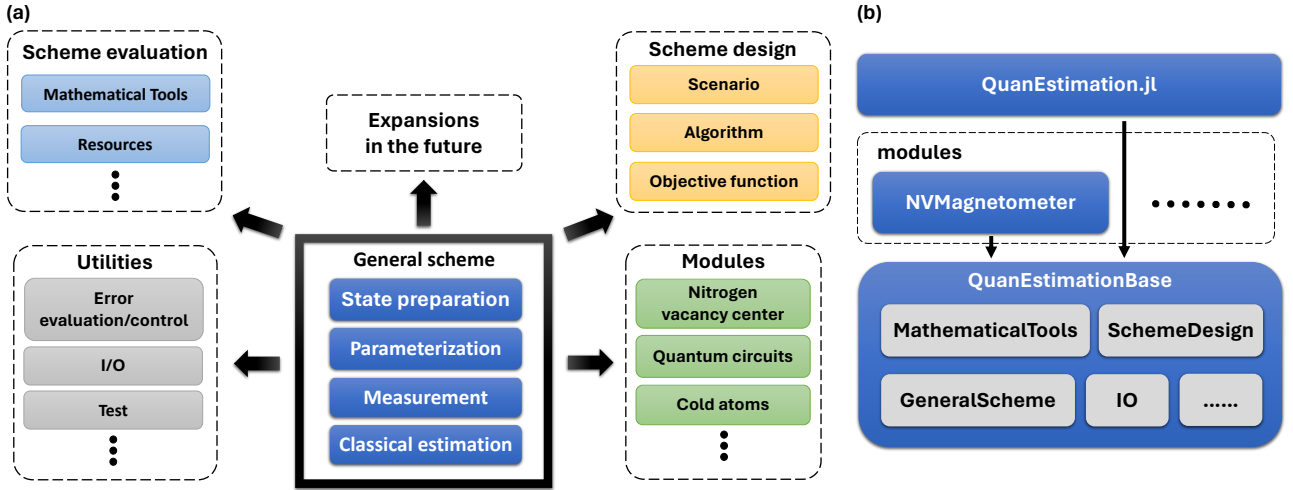 (a)
Scheme evaluation
Mathematical Tools
Resources
Expansions
in the future
Scheme design
Scenario
Algorithm
Objective function
Utilities
Error
evaluation/control
I/O
Test
General scheme
State preparation
Parameterization
Measurement
Classical estimation
Modules
Nitrogen
vacancy center
Quantum circuits
Cold atoms
(b)
QuanEstimation.jl
modules
NVMagnetometer
QuanEstimationBase
MathematicalTools
SchemeDesign
GeneralScheme
IO
......